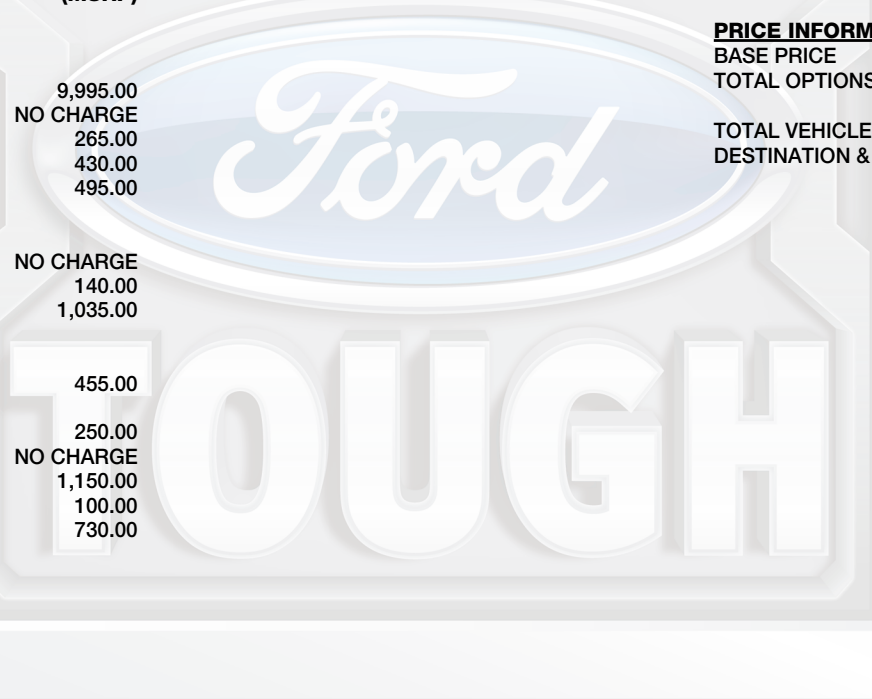 9,995.00
NO CHARGE
265.00
430.00
495.00
NO CHARGE
140.00
1,035.00
455.00
250.00
NO CHARGE
1,150.00
100.00
730.00
PRICE INFORM
BASE PRICE
TOTAL OPTIONS
TOTAL VEHICLE
DESTINATION &
Ford
TOUGH